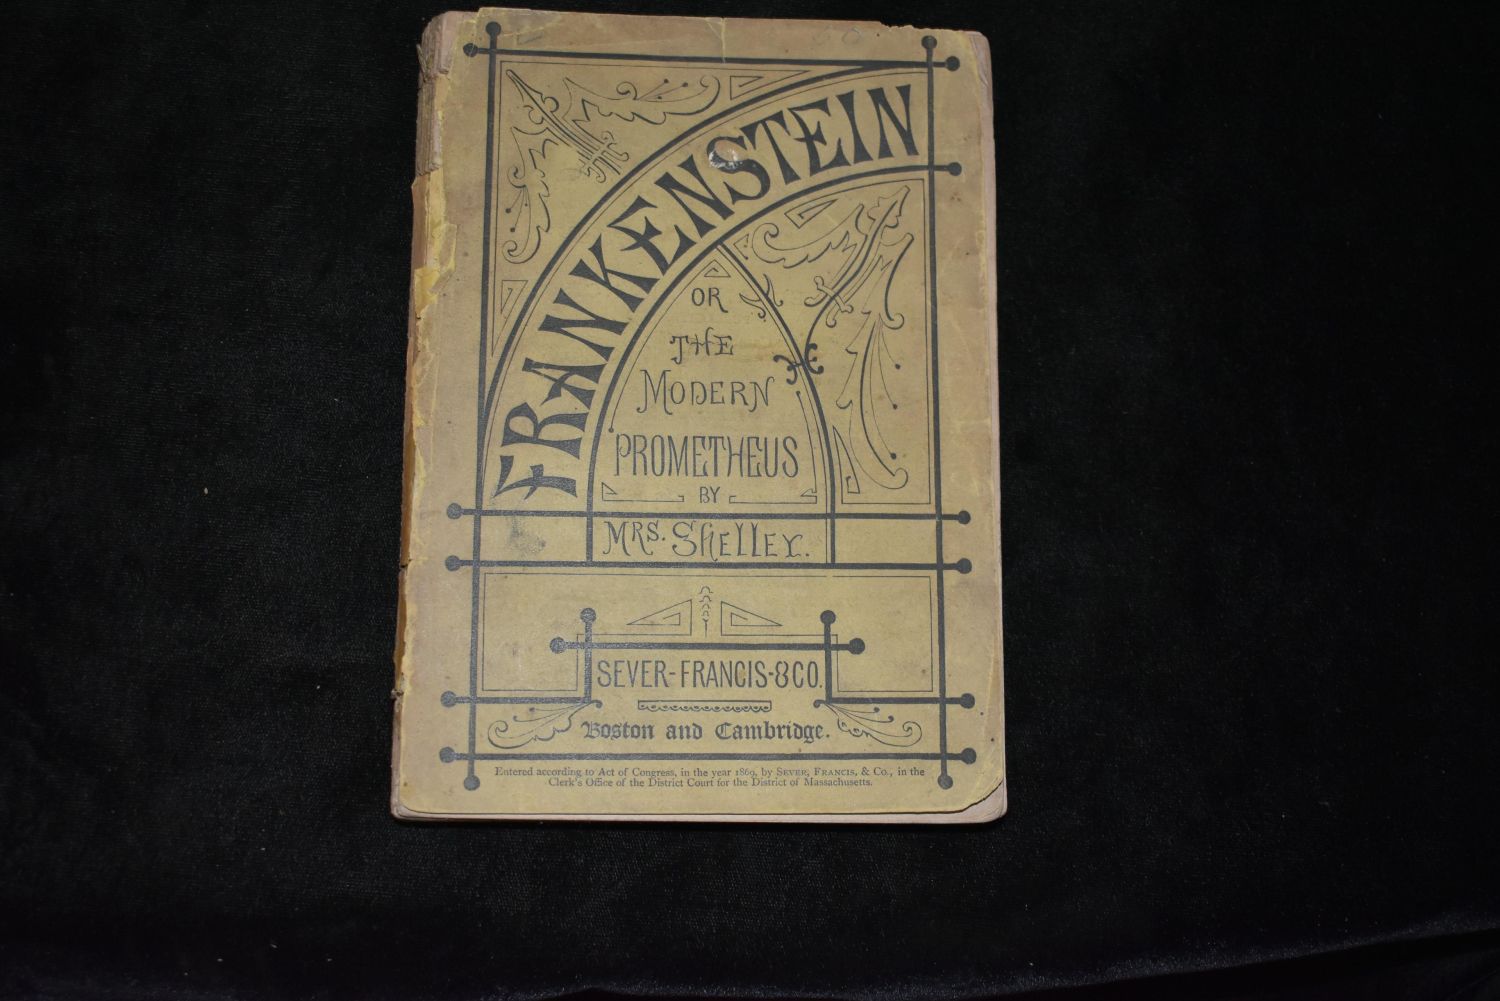 FRANKENSTEIN
OR
THE
MODERN
PROMETHEUS
BY
MRS. SHELLEY.
SEVER-FRANCIS-&CO.
Boston and Cambridge.
Entered according to Act of Congress, in the year 1869, by SEVER, FRANCIS, & Co., in the
Clerk's Office of the District Court for the District of Massachusetts.